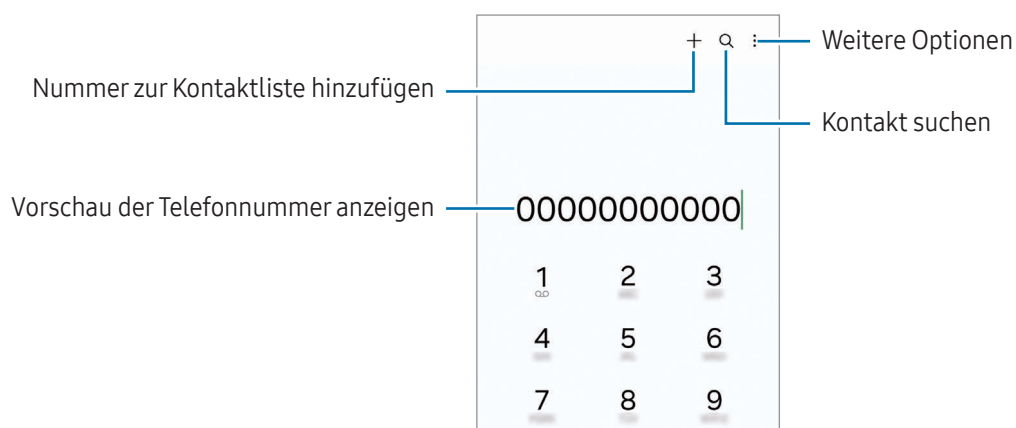 Weitere Optionen
Nummer zur Kontaktliste hinzufügen
Kontakt suchen
Vorschau der Telefonnummer anzeigen
00000000000
1 2 3
4 5 6
7 8 9